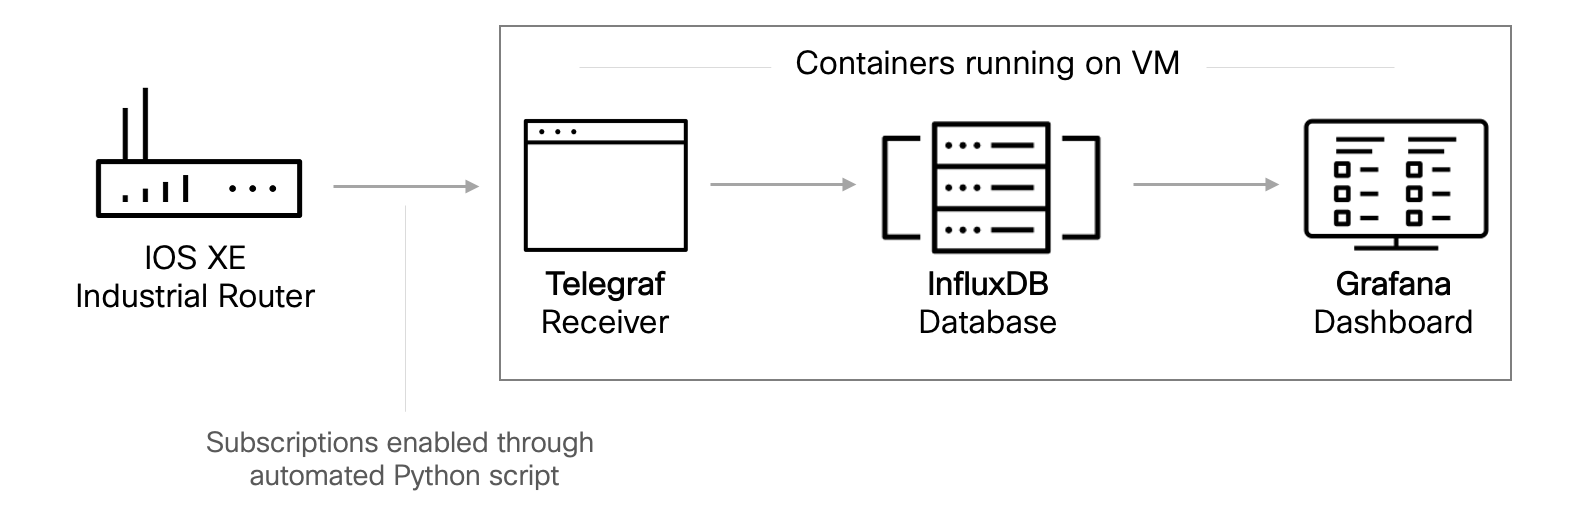 Containers running on VM
IOS XE
Industrial Router
Telegraf
Receiver
InfluxDB
Database
Grafana
Dashboard
Subscriptions enabled through
automated Python script